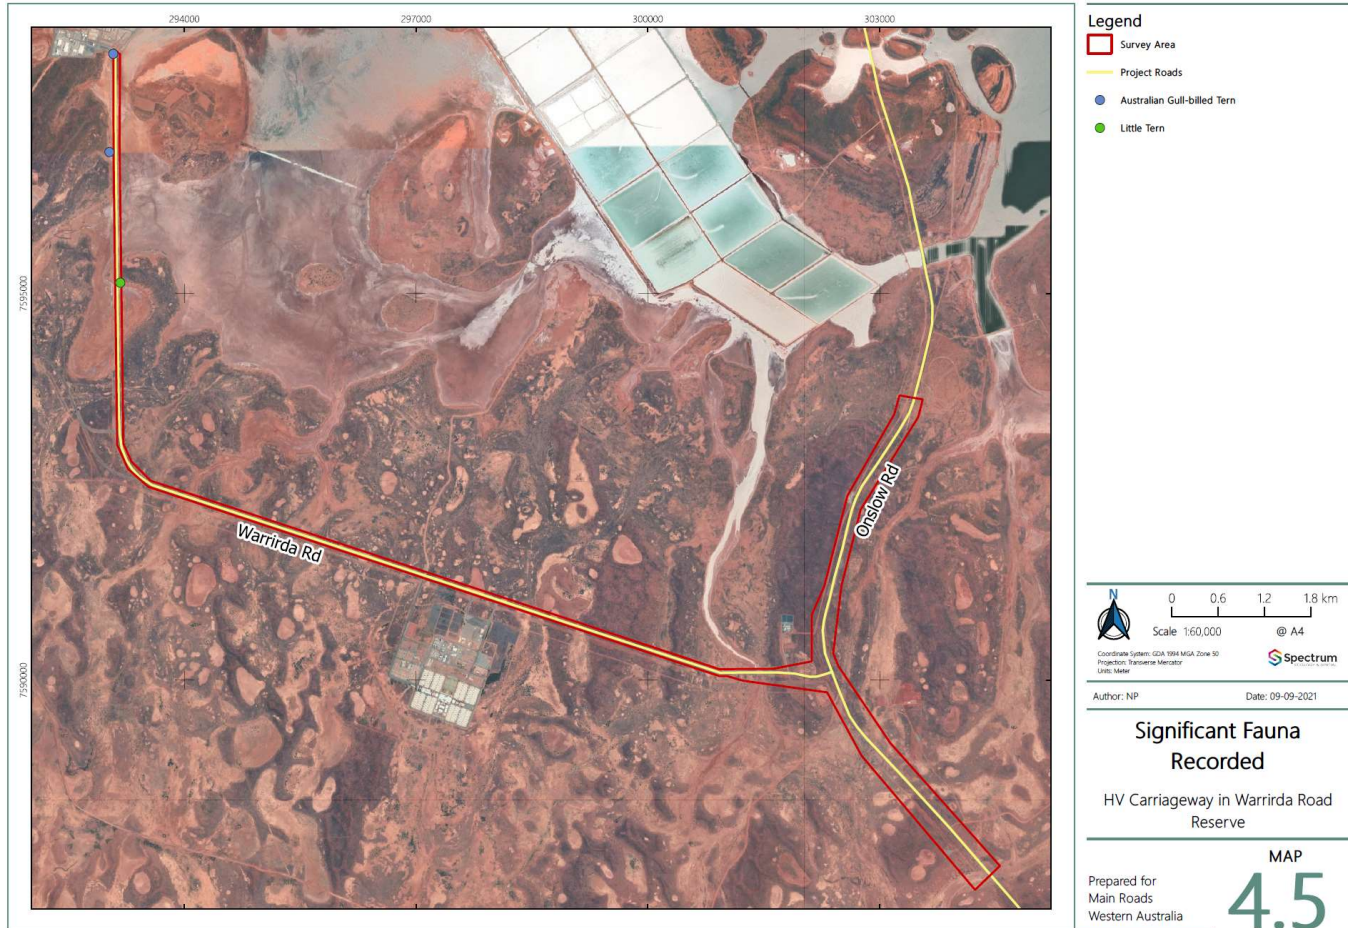 294000
297000
300000
303000
7595000
7590000
Warrirda Rd
Onslow Rd
Legend
Survey Area
Project Roads
Australian Gull-billed Tern
Little Tern
N
0 0.6 1.2 1.8 km
Scale 1:60,000 @ A4
Coordinate System: GDA 1994 MGA Zone 50
Projection: Transverse Mercator
Units: Meter
Spectrum
Author: NP Date: 09-09-2021
Significant Fauna
Recorded
HV Carriageway in Warrirda Road
Reserve
MAP
4.5
Prepared for
Main Roads
Western Australia